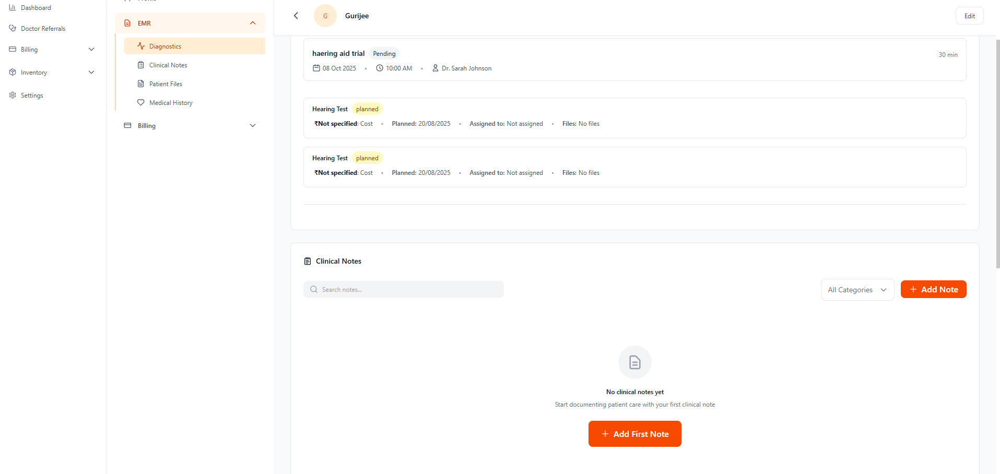 Dashboard
Doctor Referrals
Billing
Inventory
Settings
EMR
Diagnostics
Clinical Notes
Patient Files
Medical History
Billing
G
Gurijee
Edit
haering aid trial Pending
30 min
08 Oct 2025 • 10:00 AM • Dr. Sarah Johnson
Hearing Test planned
₹Not specified: Cost • Planned: 20/08/2025 • Assigned to: Not assigned • Files: No files
Hearing Test planned
₹Not specified: Cost • Planned: 20/08/2025 • Assigned to: Not assigned • Files: No files
Clinical Notes
Search notes...
All Categories
+ Add Note
No clinical notes yet
Start documenting patient care with your first clinical note
+ Add First Note